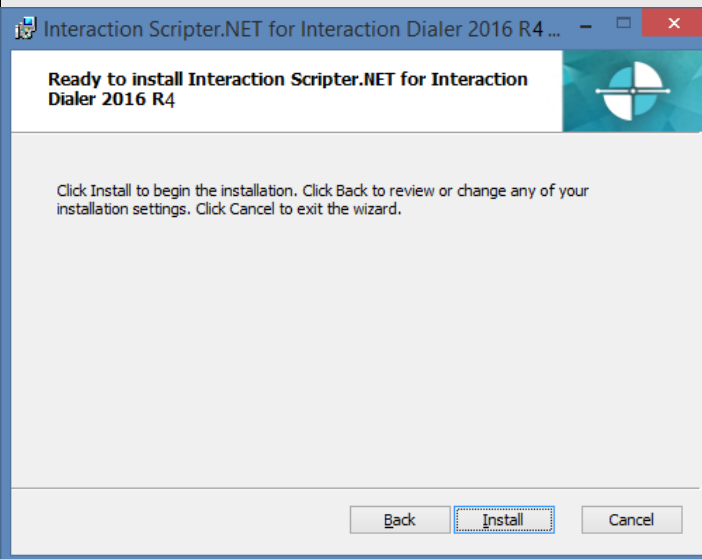 Interaction Scripter.NET for Interaction Dialer 2016 R4 ...
Ready to install Interaction Scripter.NET for Interaction
Dialer 2016 R4
Click Install to begin the installation. Click Back to review or change any of your
installation settings. Click Cancel to exit the wizard.
Back Install Cancel